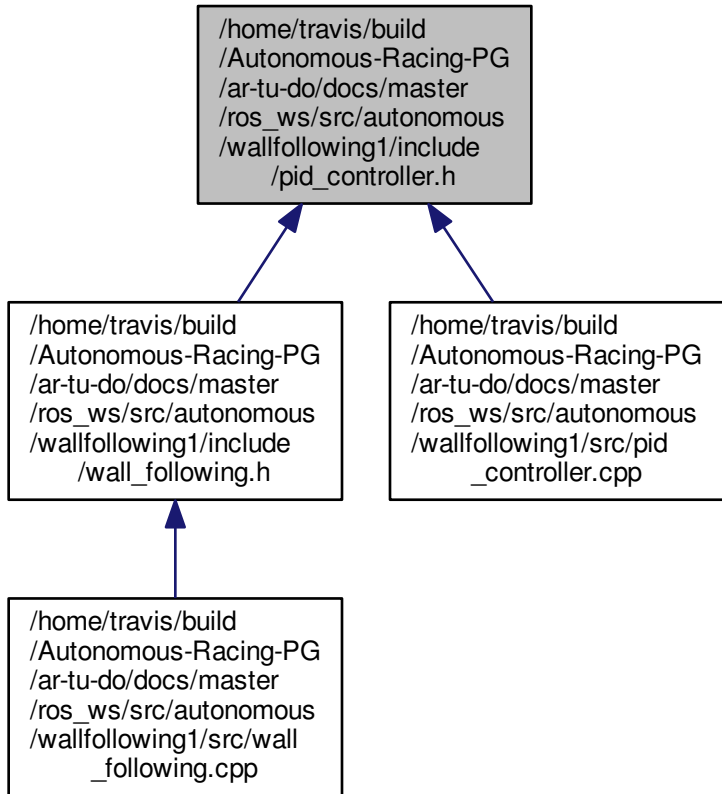 /home/travis/build
/Autonomous-Racing-PG
/ar-tu-do/docs/master
/ros_ws/src/autonomous
/wallfollowing1/include
/pid_controller.h
/home/travis/build
/Autonomous-Racing-PG
/ar-tu-do/docs/master
/ros_ws/src/autonomous
/wallfollowing1/include
/wall_following.h
/home/travis/build
/Autonomous-Racing-PG
/ar-tu-do/docs/master
/ros_ws/src/autonomous
/wallfollowing1/src/pid
_controller.cpp
/home/travis/build
/Autonomous-Racing-PG
/ar-tu-do/docs/master
/ros_ws/src/autonomous
/wallfollowing1/src/wall
_following.cpp